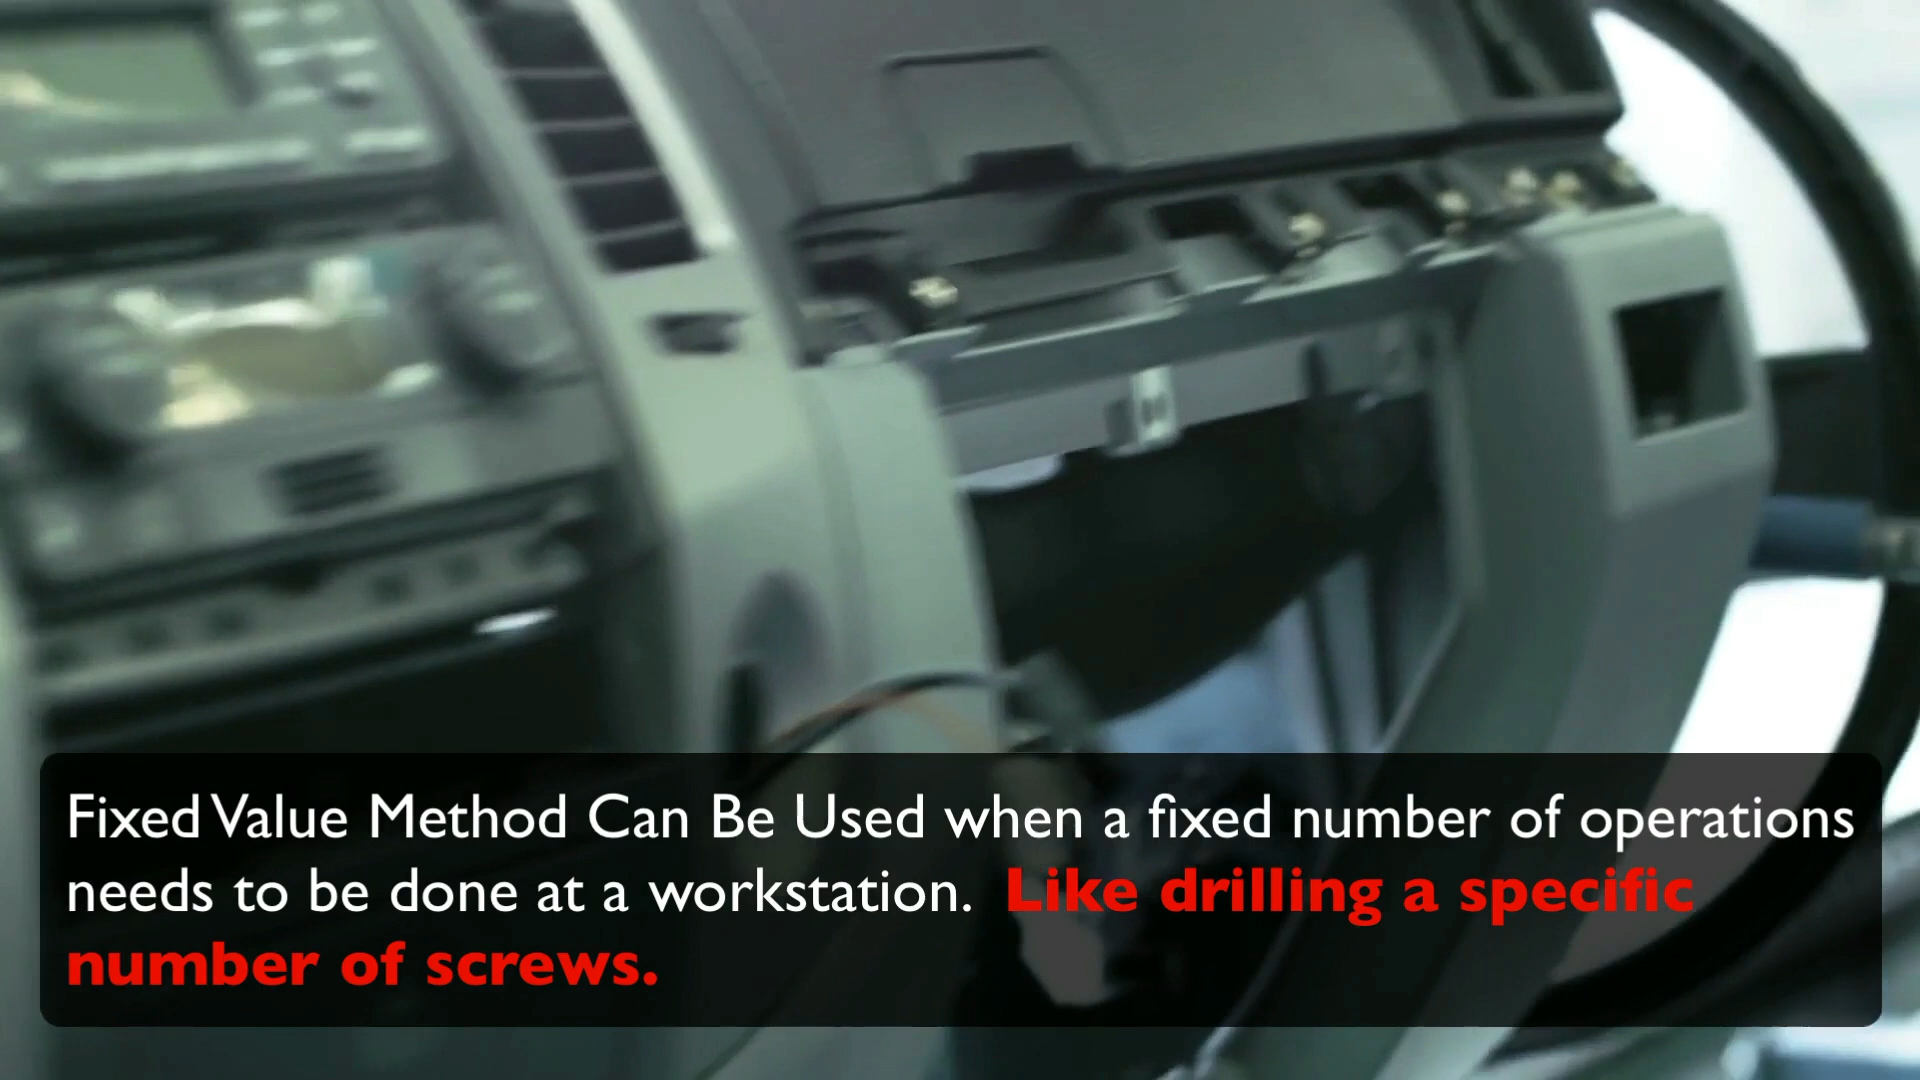 Fixed Value Method Can Be Used when a fixed number of operations
needs to be done at a workstation. Like drilling a specific
number of screws.